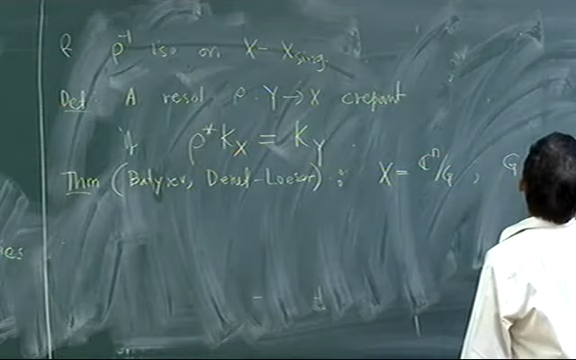 & ρ⁻¹ iso on X - X_sing.
Def: A resol. ρ: Y → X crepant
if ρ* K_X = K_Y.
Thm (Batyrev, Denef-Loeser): X = ℂⁿ/G, G
es